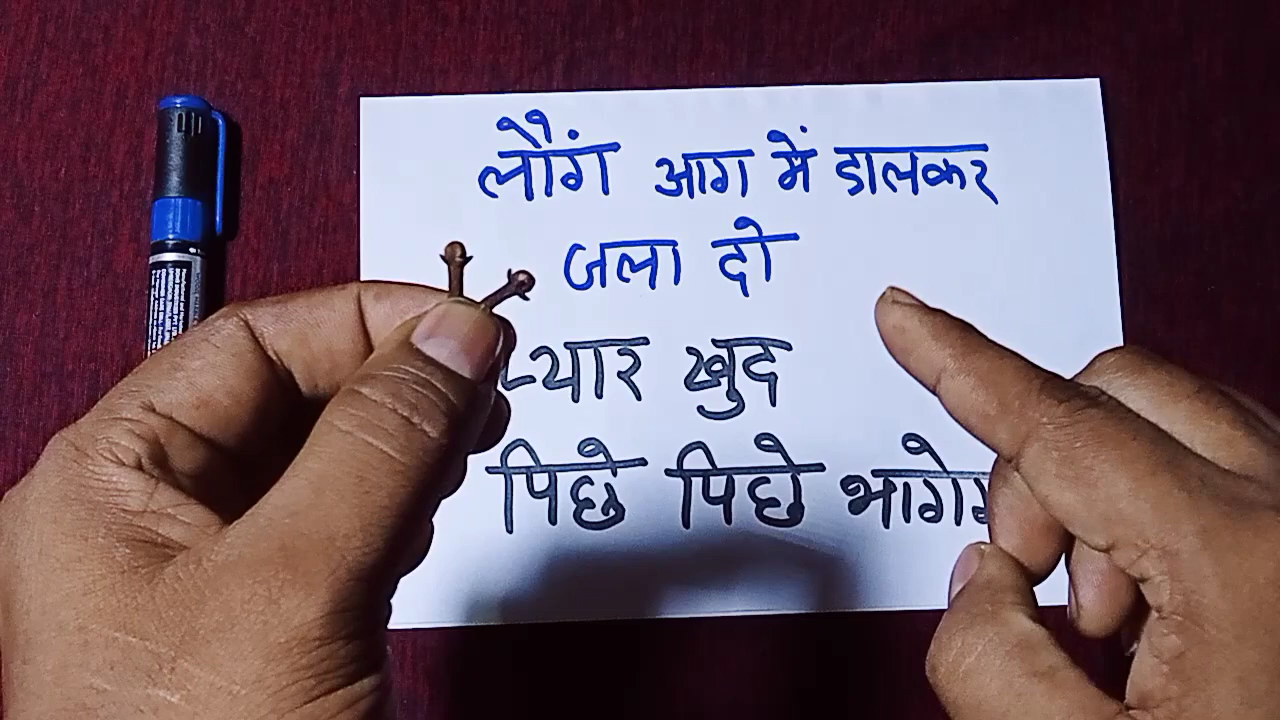 लौंग आग में डालकर
जला दो
प्यार खुद
पिछे पिछे